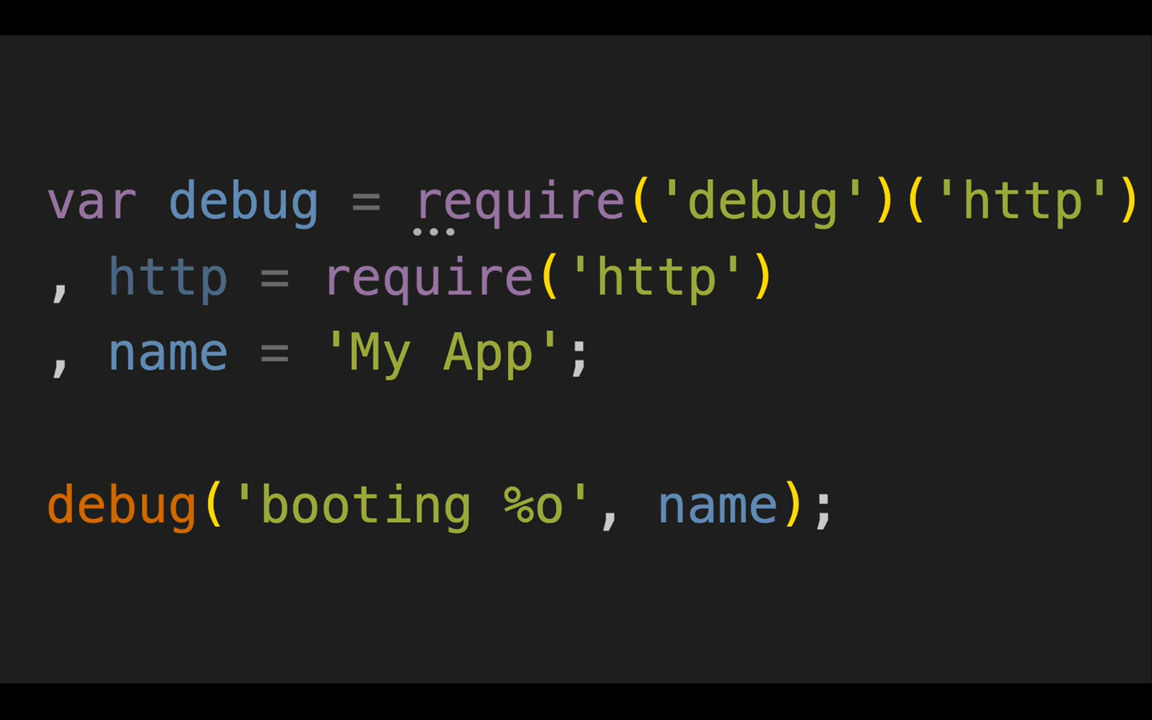 var debug = require('debug')('http')
, http = require('http')
, name = 'My App';
debug('booting %o', name);